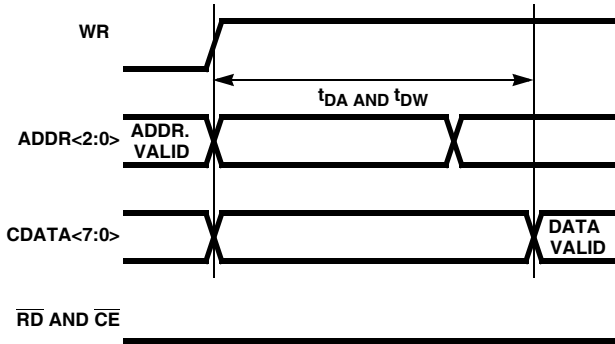 WR
tDA AND tDW
ADDR<2:0>
ADDR.
VALID
CDATA<7:0>
DATA
VALID
RD AND CE